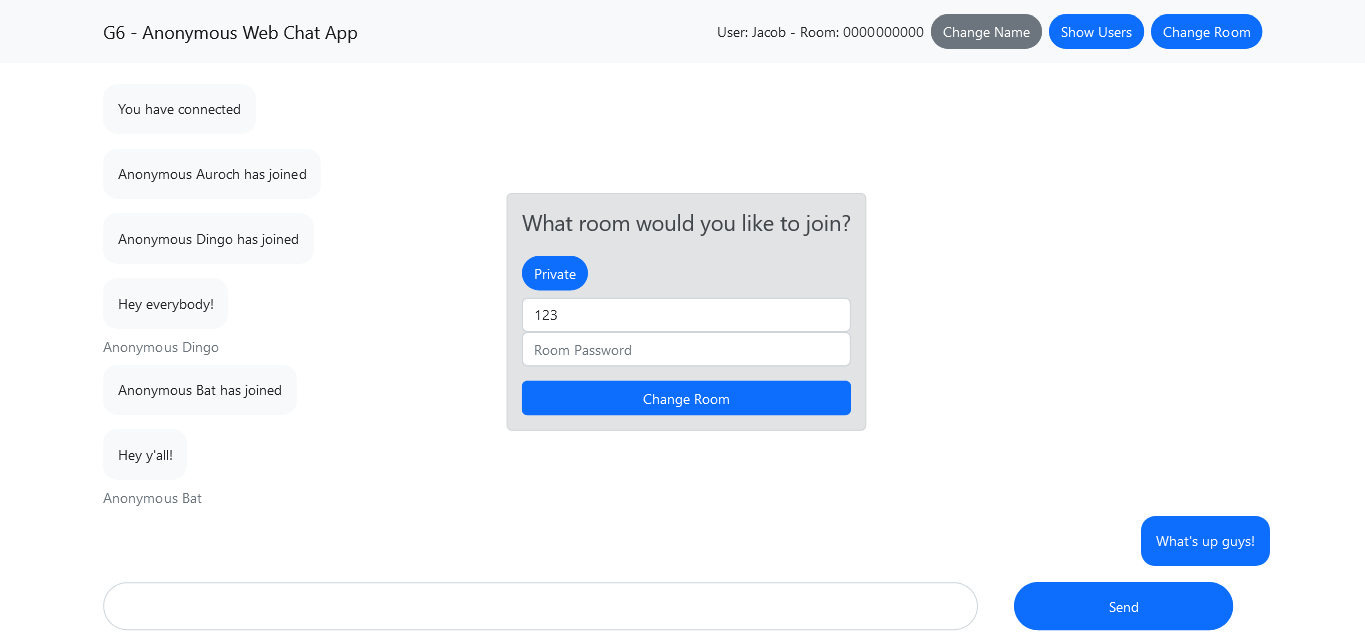 G6 - Anonymous Web Chat App
User: Jacob - Room: 0000000000
Change Name
Show Users
Change Room
You have connected
Anonymous Auroch has joined
Anonymous Dingo has joined
Hey everybody!
Anonymous Dingo
Anonymous Bat has joined
Hey y'all!
Anonymous Bat
What room would you like to join?
Private
123
Room Password
Change Room
What's up guys!
Send